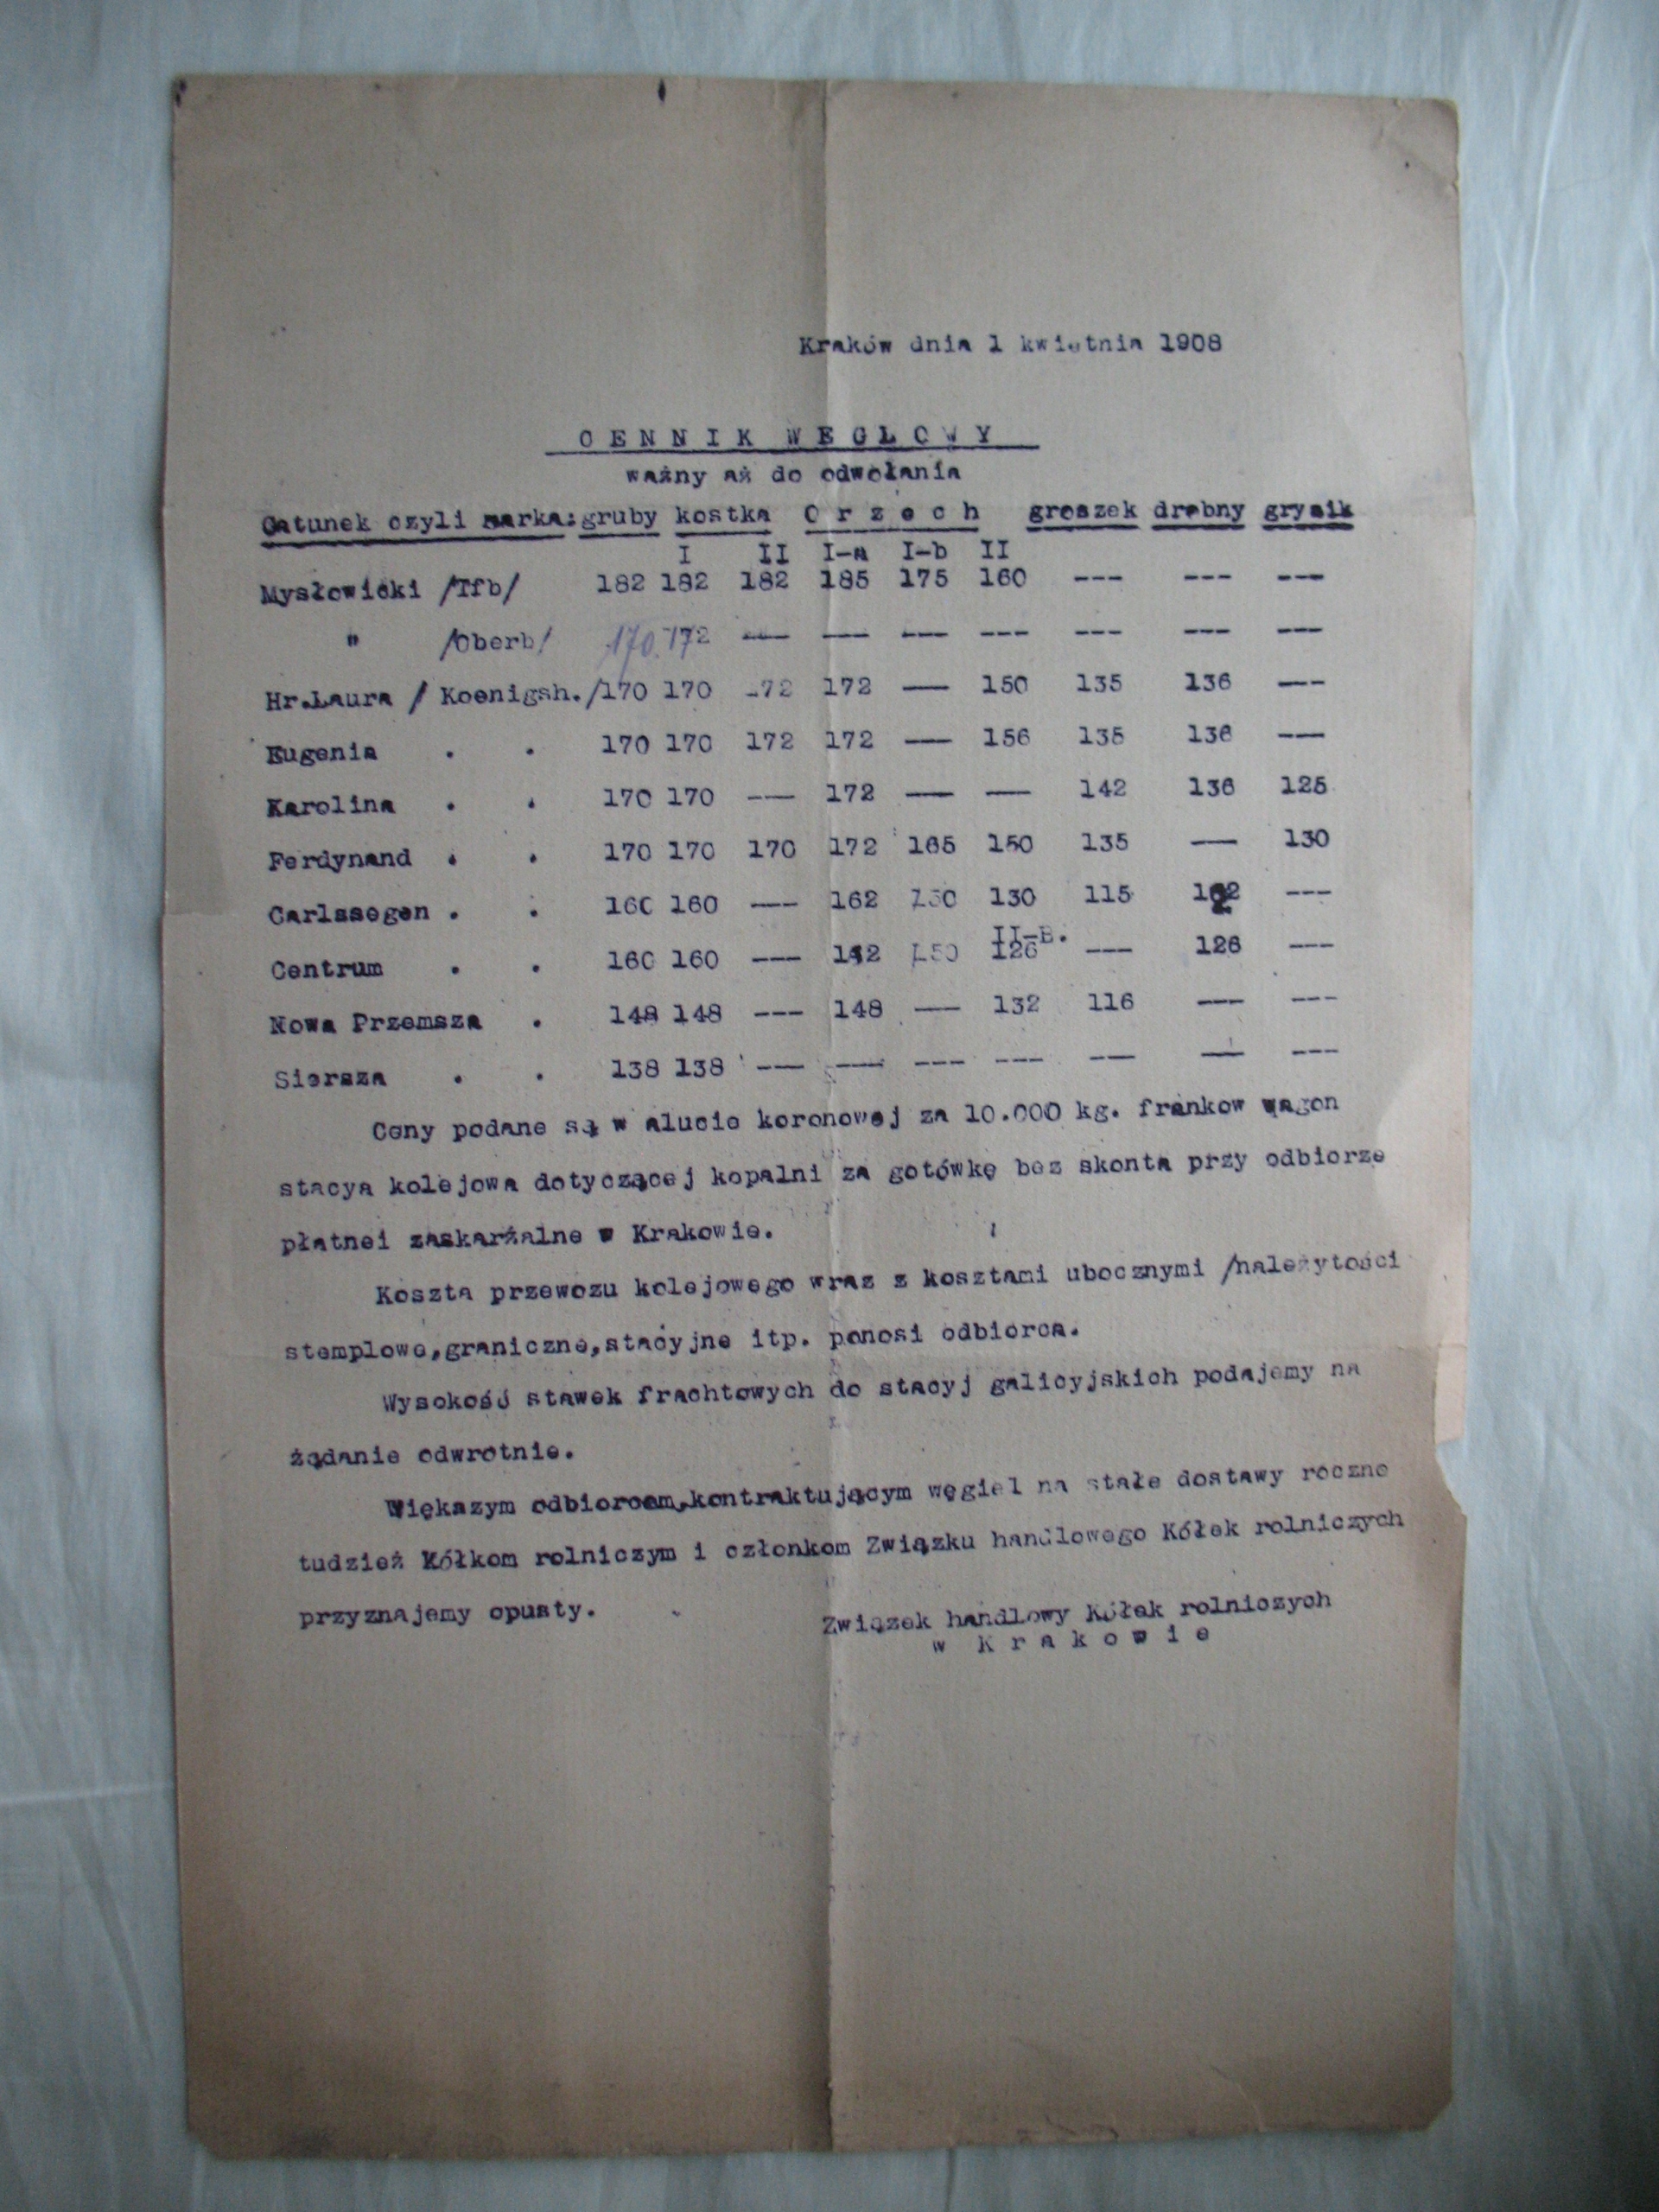 Kraków dnia 1 kwietnia 1908
CENNIK WEGLOWY
ważny aż do odwołania
Gatunek czyli marka: gruby kostka Orzech groszek drobny grysik
I II I-a I-b II
Mysłowicki /Tfb/ 182 182 182 185 175 160 --- --- ---
" /Oberb/ 170. 172 --- --- --- --- --- --- ---
Hr.Laura / Koenigsh./170 170 172 172 --- 150 135 136 ---
Eugenia . . 170 170 172 172 --- 156 135 136 ---
Karolina . . 170 170 --- 172 --- --- 142 136 125
Ferdynand . . 170 170 170 172 165 150 135 --- 130
Carlssegen . . 160 160 --- 162 150 130 115 ---
Centrum . . 160 160 --- 150 II-B. 126 --- 126 ---
Nowa Przemsza . 148 148 --- 148 --- 132 116 --- ---
Siersza . . 138 138 --- --- --- --- --- --- ---
Ceny podane są w alucie koronowej za 10.000 kg. frankow wagon
stacya kolejowa dotyczącej kopalni za gotówkę bez skonta przy odbiorze
płatnei zaskarżalne w Krakowie.
Koszta przewozu kolejowego wraz z kosztami ubocznymi /należytości
stemplowe,graniczne,stacyjne itp. ponosi odbiorca.
Wysokość stawek frachtowych do stacyj galicyjskich podajemy na
żądanie odwrotnie.
Większym odbiorcom,kontraktującym węgiel na stałe dostawy roczne
tudzież Kółkom rolniczym i członkom Związku handlowego Kółek rolniczych
przyznajemy opusty.
Związek handlowy Kółek rolniczych
w Krakowie